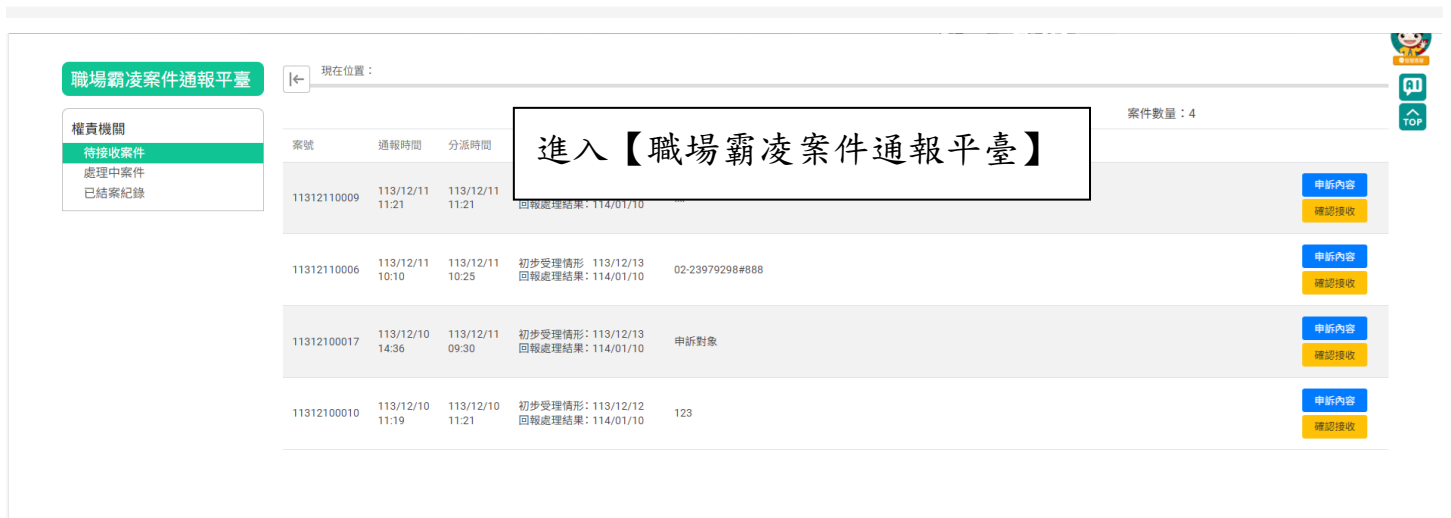 職場霸凌案件通報平臺
現在位置：
權責機關
待接收案件
處理中案件
已結案紀錄
案件數量：4
進入【職場霸凌案件通報平臺】
案號 通報時間 分派時間
11312110009 113/12/11 11:21 113/12/11 11:21 回報處理結果：114/01/10 申訴內容 確認接收
11312110006 113/12/11 10:10 113/12/11 10:25 初步受理情形 113/12/13 回報處理結果：114/01/10 02-23979298#888 申訴內容 確認接收
11312100017 113/12/10 14:36 113/12/11 09:30 初步受理情形：113/12/13 回報處理結果：114/01/10 申訴對象 申訴內容 確認接收
11312100010 113/12/10 11:19 113/12/10 11:21 初步受理情形：113/12/12 回報處理結果：114/01/10 123 申訴內容 確認接收
AI
TOP